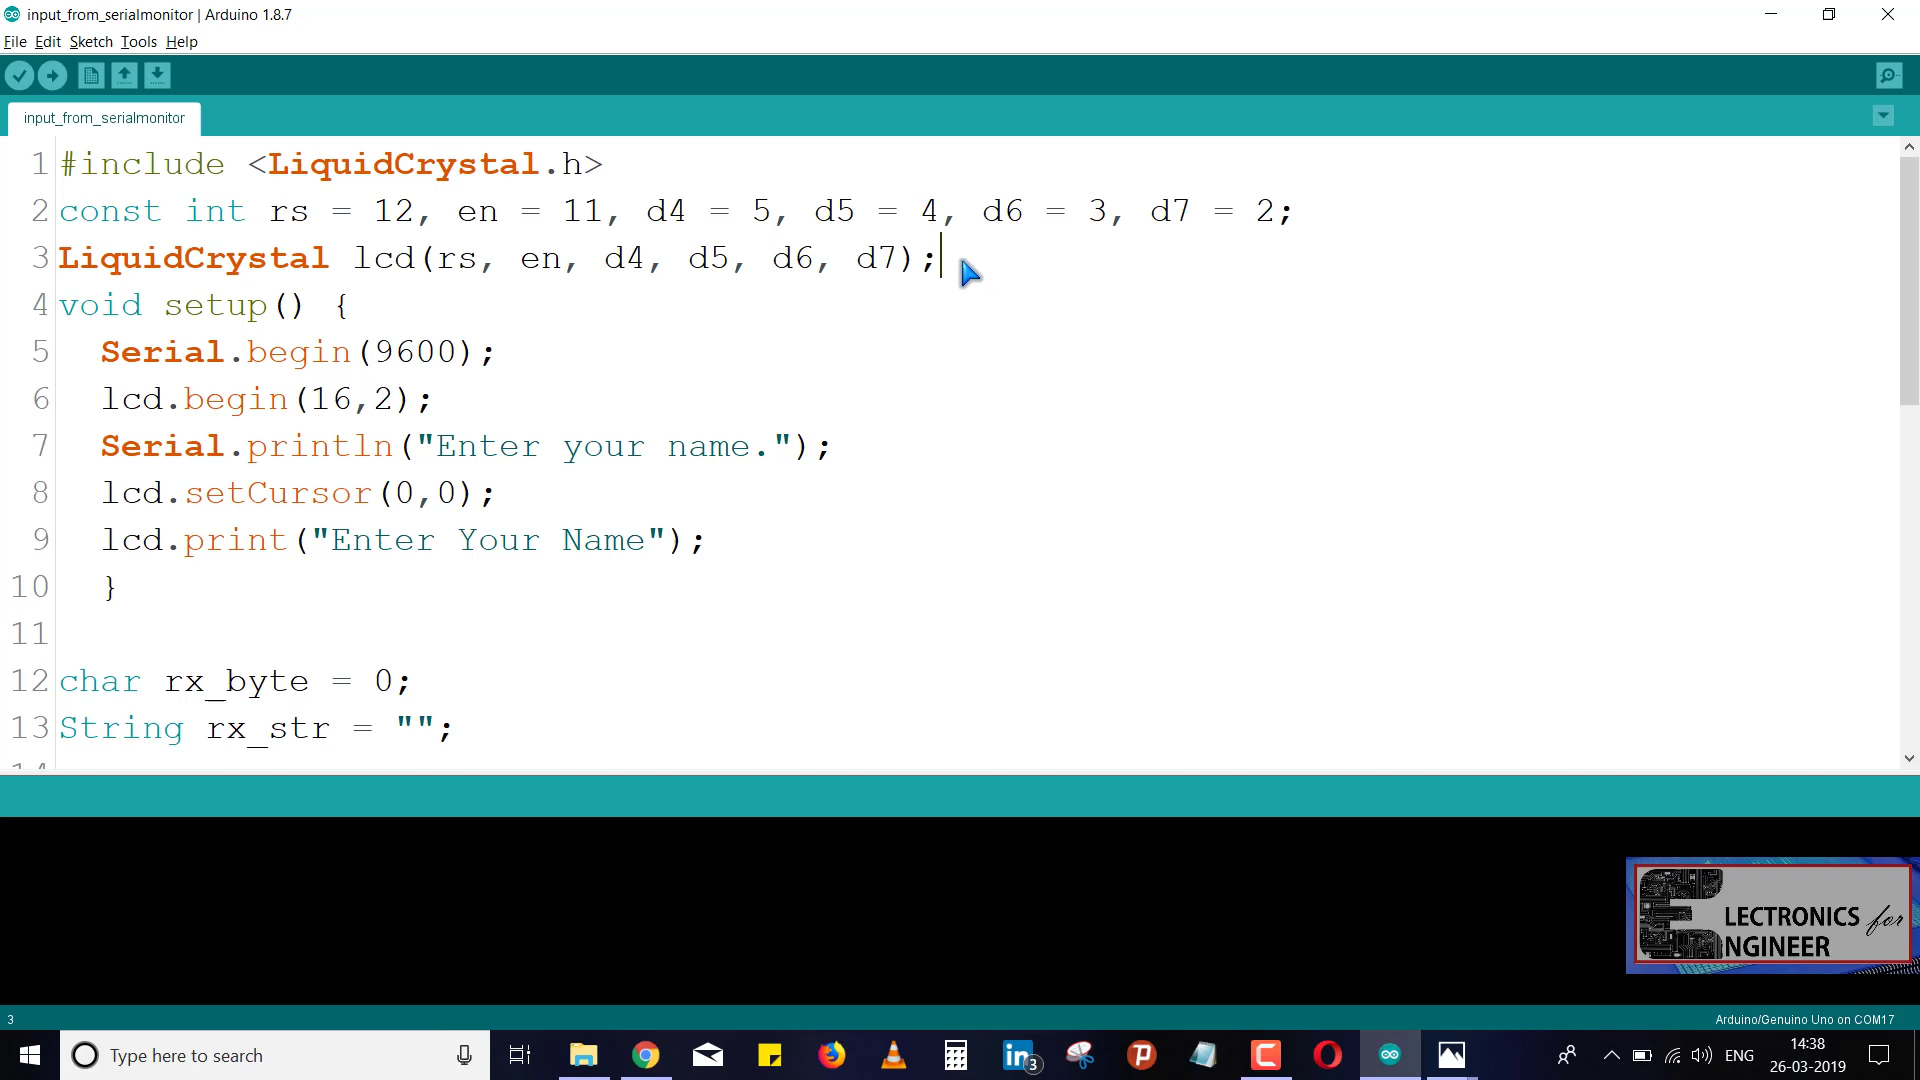 input_from_serialmonitor | Arduino 1.8.7
File Edit Sketch Tools Help
input_from_serialmonitor
1 #include <LiquidCrystal.h>
2 const int rs = 12, en = 11, d4 = 5, d5 = 4, d6 = 3, d7 = 2;
3 LiquidCrystal lcd(rs, en, d4, d5, d6, d7);
4 void setup() {
5 Serial.begin(9600);
6 lcd.begin(16,2);
7 Serial.println("Enter your name.");
8 lcd.setCursor(0,0);
9 lcd.print("Enter Your Name");
10 }
11
12 char rx_byte = 0;
13 String rx_str = "";
ELECTRONICS for
ENGINEER
3
Arduino/Genuino Uno on COM17
Type here to search
3
ENG
14:38
26-03-2019